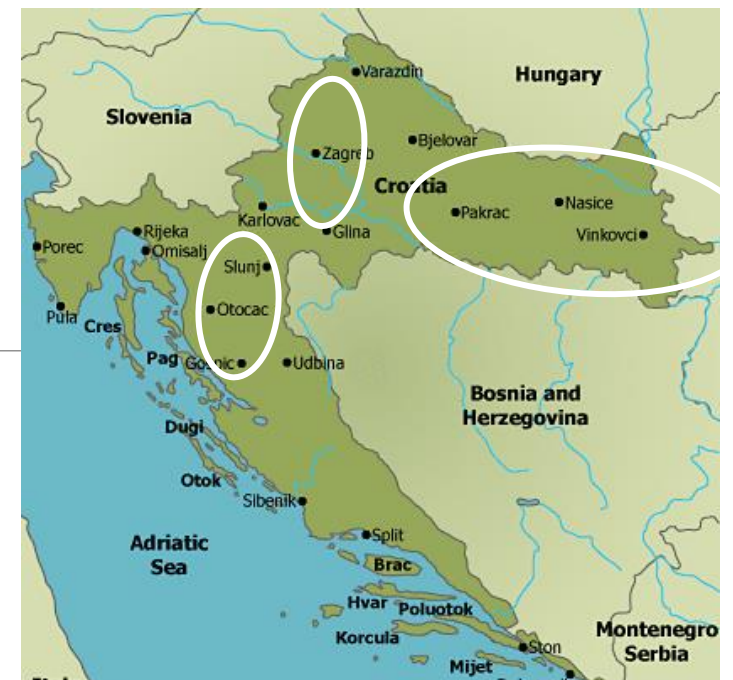 Varazdin
Hungary
Slovenia
Bjelovar
Zagreb
Croatia
Nasice
Pakrac
Karlovac
Vinkovci
Glina
Rijeka
Porec
Omisalj
Slunj
Otocac
Pula
Cres
Pag
Gospic
Udbina
Bosnia and
Herzegovina
Dugi
Otok
Sibenik
Split
Adriatic
Sea
Brac
Hvar
Poluotok
Korcula
Montenegro
Serbia
Ston
Mijet